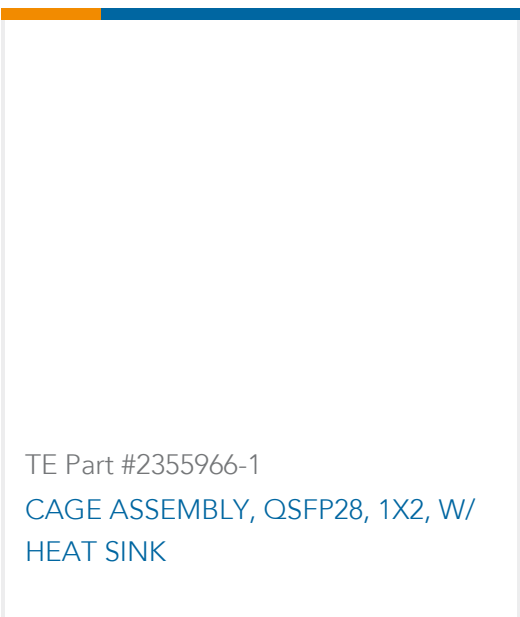 TE Part #2355966-1
CAGE ASSEMBLY, QSFP28, 1X2, W/
HEAT SINK